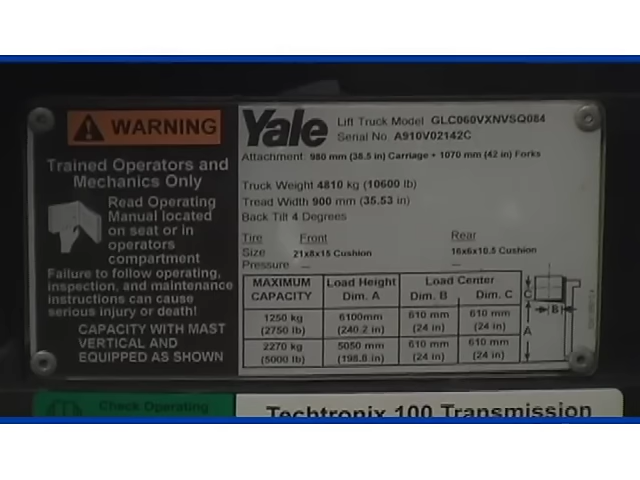 WARNING
Trained Operators and
Mechanics Only
Read Operating
Manual located
on seat or in
operators
compartment
Failure to follow operating,
inspection, and maintenance
instructions can cause
serious injury or death!
CAPACITY WITH MAST
VERTICAL AND
EQUIPPED AS SHOWN
Yale
Lift Truck Model GLC060VXNVSQ084
Serial No. A910V02142C
Attachment: 980 mm (38.5 in) Carriage + 1070 mm (42 in) Forks
Truck Weight 4810 kg (10600 lb)
Tread Width 900 mm (35.53 in)
Back Tilt 4 Degrees
Tire Front Rear
Size 21x8x15 Cushion 16x6x10.5 Cushion
Pressure — —
MAXIMUM Load Height Load Center
CAPACITY Dim. A Dim. B Dim. C
1250 kg 6100mm 610 mm 610 mm
(2750 lb) (240.2 in) (24 in) (24 in)
2270 kg 5050 mm 610 mm 610 mm
(5000 lb) (198.8 in) (24 in) (24 in)
C
B
A
Check Operating
Techtronix 100 Transmission